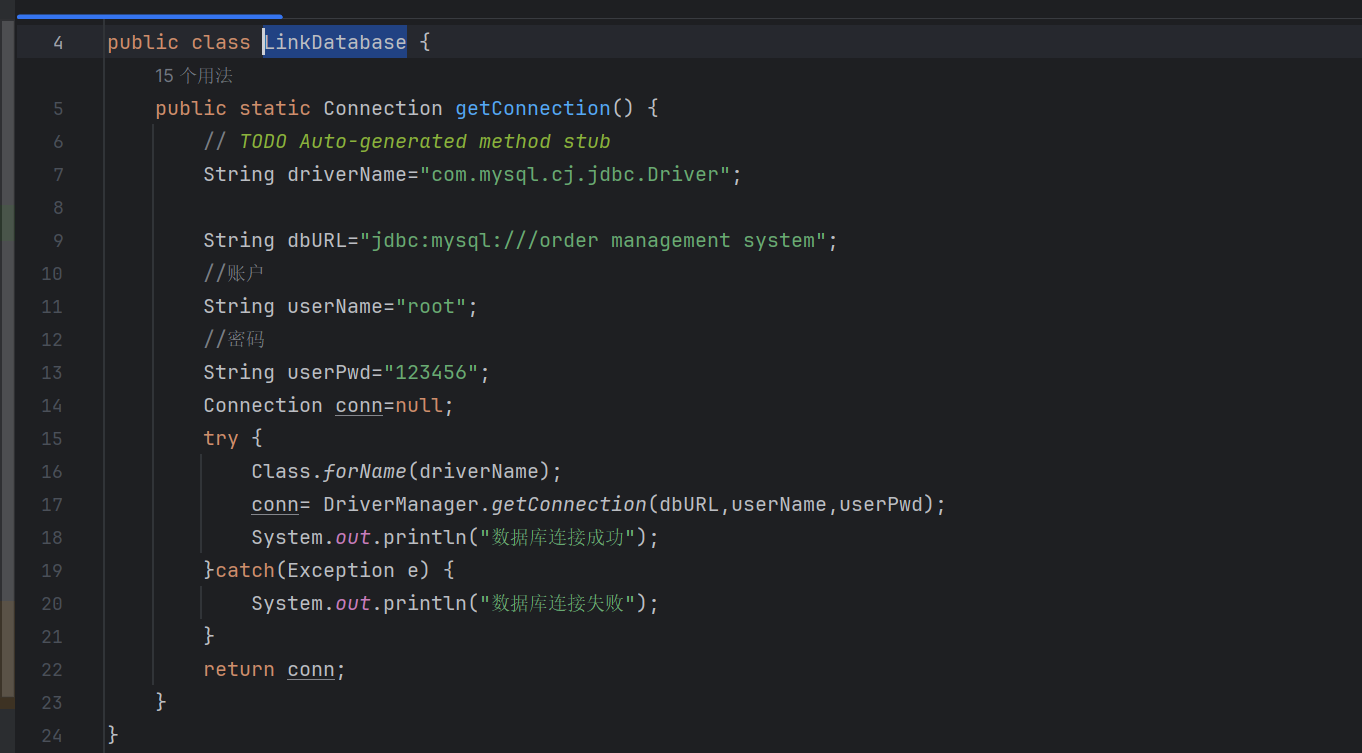 4 public class LinkDatabase {
15 个用法
5 public static Connection getConnection() {
6 // TODO Auto-generated method stub
7 String driverName="com.mysql.cj.jdbc.Driver";
8
9 String dbURL="jdbc:mysql:///order management system";
10 //账户
11 String userName="root";
12 //密码
13 String userPwd="123456";
14 Connection conn=null;
15 try {
16 Class.forName(driverName);
17 conn= DriverManager.getConnection(dbURL,userName,userPwd);
18 System.out.println("数据库连接成功");
19 }catch(Exception e) {
20 System.out.println("数据库连接失败");
21 }
22 return conn;
23 }
24 }